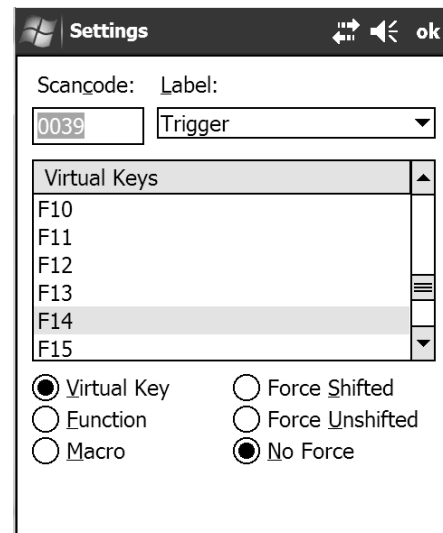 Settings ok
Scancode: Label:
0039 Trigger
Virtual Keys
F10
F11
F12
F13
F14
F15
Virtual Key Force Shifted
Function Force Unshifted
Macro No Force